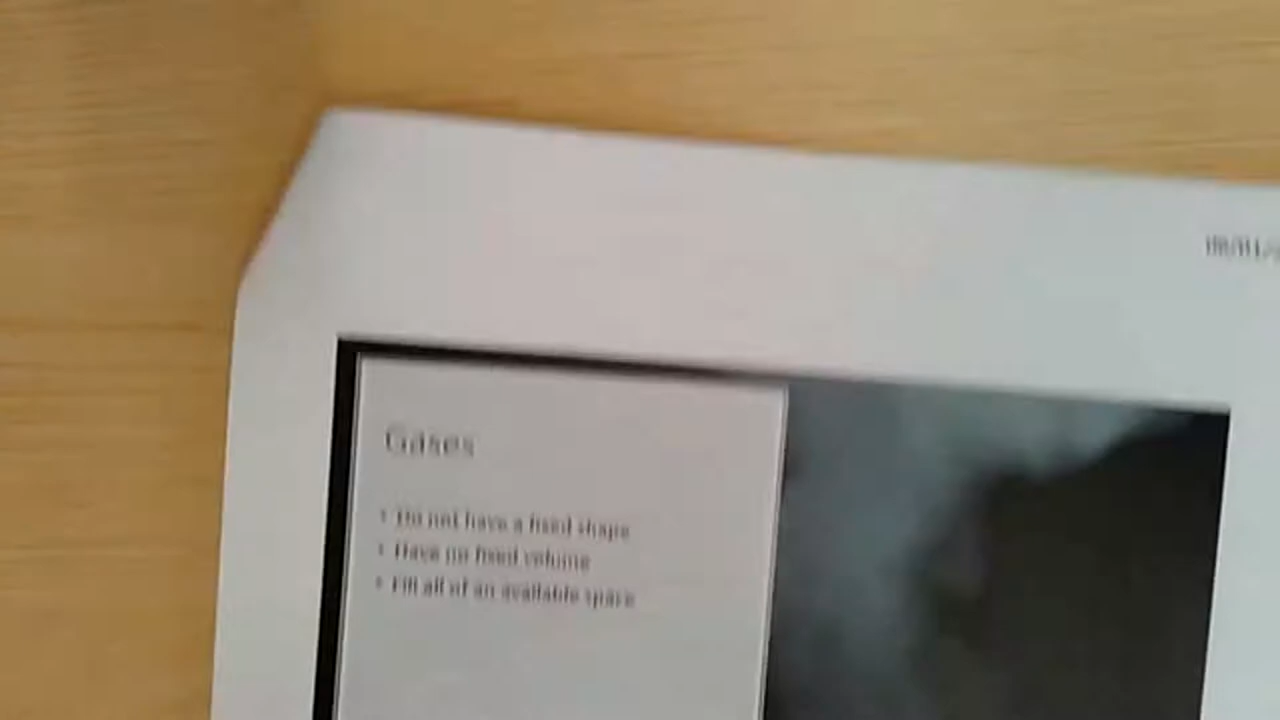 Gases
• Do not have a fixed shape
• Have no fixed volume
• Fill all of an available space